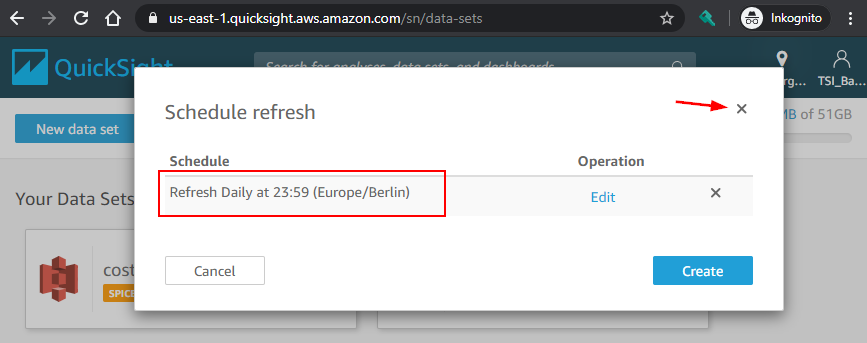 us-east-1.quicksight.aws.amazon.com/sn/data-sets
Inkognito
QuickSight
Search for analyses, data sets, and dashboards
TSI_Ba...
New data set
MB of 51GB
Schedule refresh
Schedule Operation
Refresh Daily at 23:59 (Europe/Berlin) Edit
Your Data Sets
Cancel Create
cost
SPICE